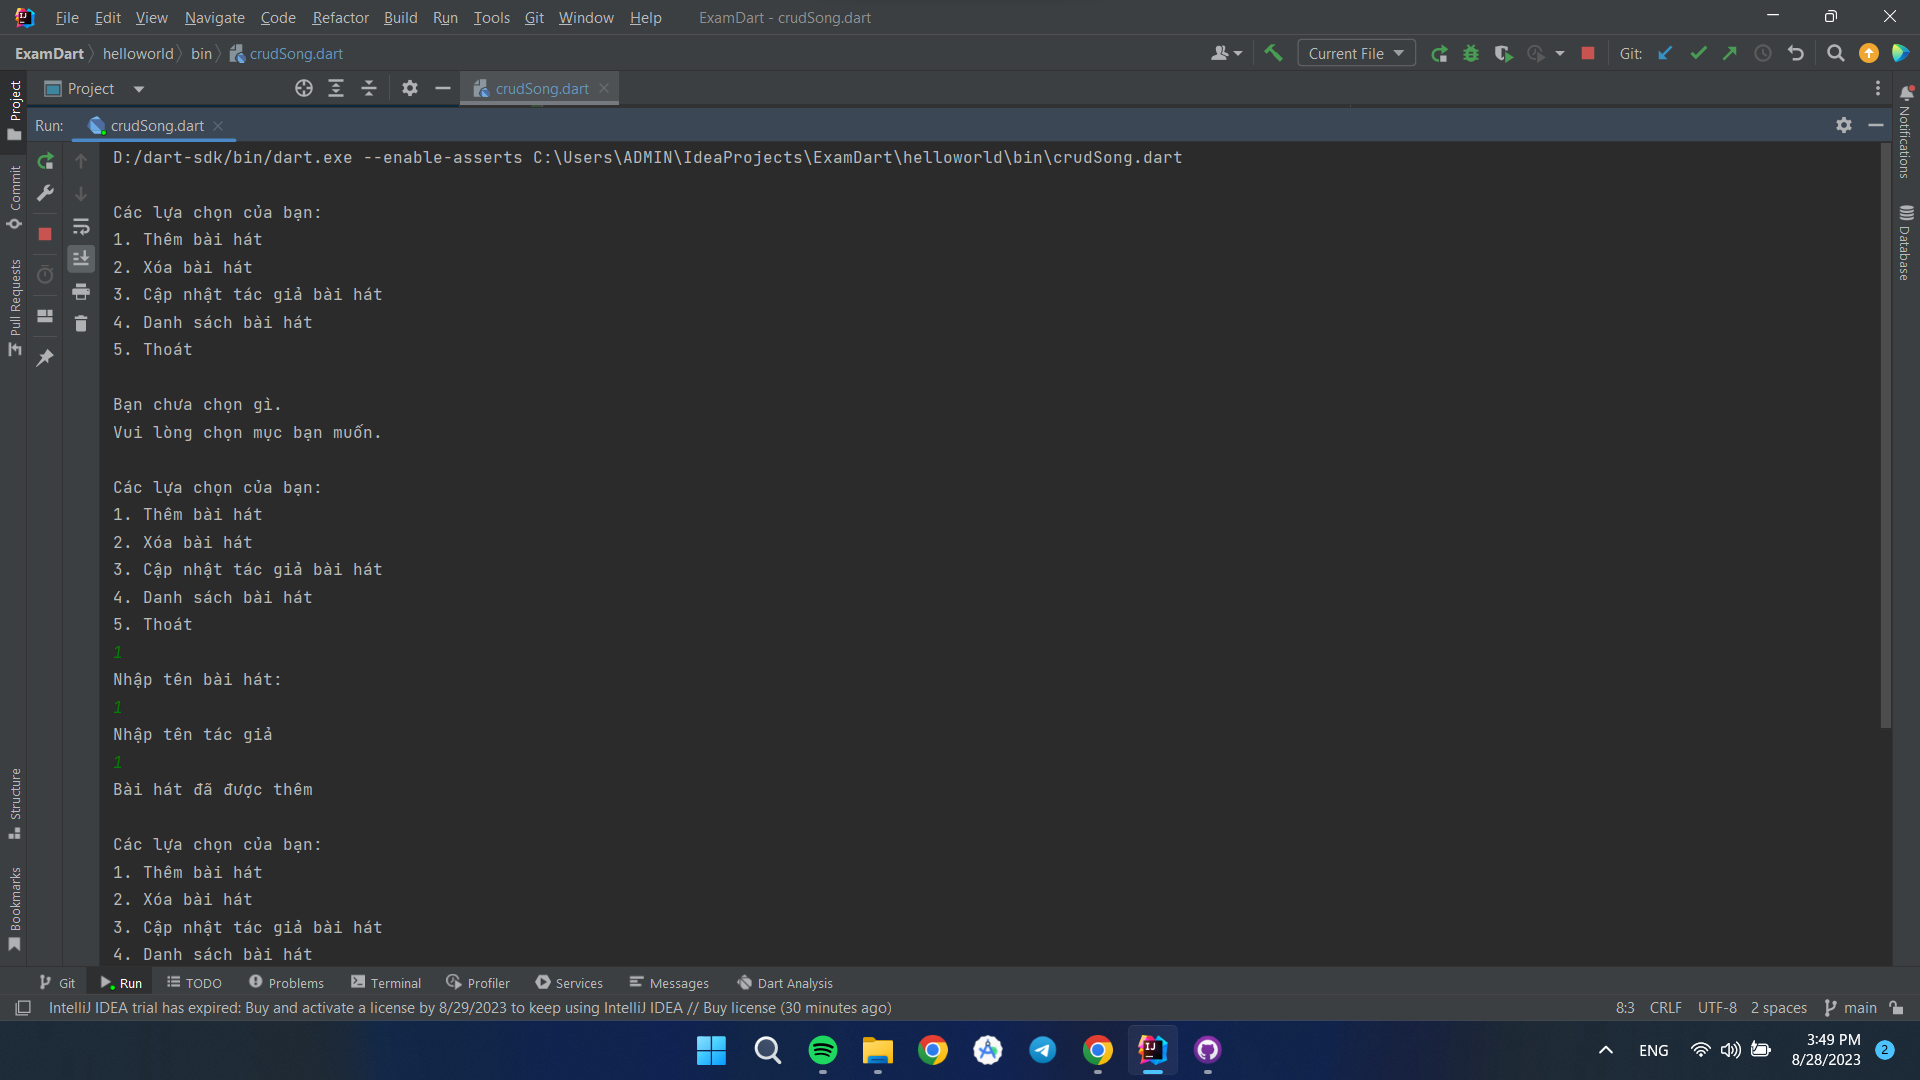 File Edit View Navigate Code Refactor Build Run Tools Git Window Help ExamDart - crudSong.dart
ExamDart helloworld bin crudSong.dart Current File Git:
Project crudSong.dart
Run: crudSong.dart
D:/dart-sdk/bin/dart.exe --enable-asserts C:\Users\ADMIN\IdeaProjects\ExamDart\helloworld\bin\crudSong.dart
Các lựa chọn của bạn:
1. Thêm bài hát
2. Xóa bài hát
3. Cập nhật tác giả bài hát
4. Danh sách bài hát
5. Thoát
Bạn chưa chọn gì.
Vui lòng chọn mục bạn muốn.
Các lựa chọn của bạn:
1. Thêm bài hát
2. Xóa bài hát
3. Cập nhật tác giả bài hát
4. Danh sách bài hát
5. Thoát
1
Nhập tên bài hát:
1
Nhập tên tác giả
1
Bài hát đã được thêm
Các lựa chọn của bạn:
1. Thêm bài hát
2. Xóa bài hát
3. Cập nhật tác giả bài hát
4. Danh sách bài hát
Project
Commit
Pull Requests
Structure
Bookmarks
Notifications
Database
Git Run TODO Problems Terminal Profiler Services Messages Dart Analysis
IntelliJ IDEA trial has expired: Buy and activate a license by 8/29/2023 to keep using IntelliJ IDEA // Buy license (30 minutes ago) 8:3 CRLF UTF-8 2 spaces main
ENG 3:49 PM
8/28/2023 2